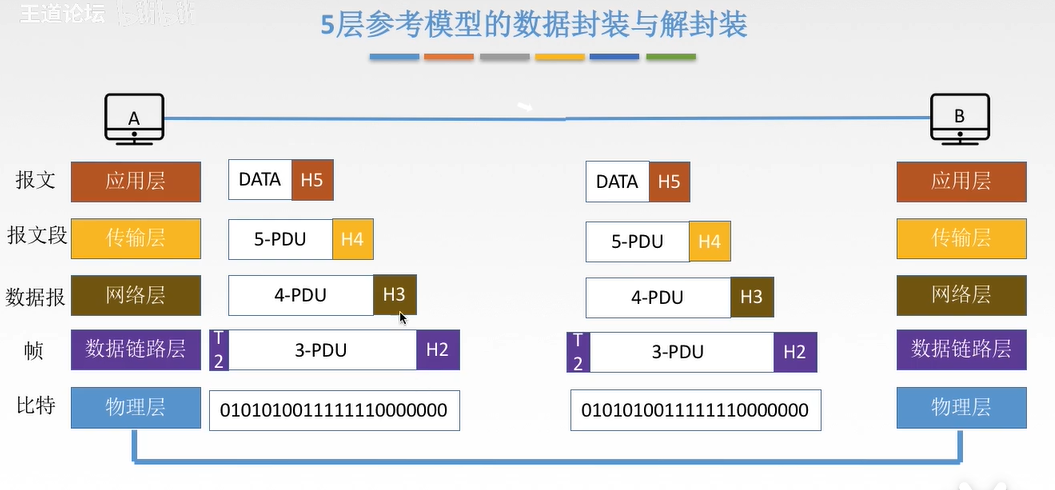 王道论坛
5层参考模型的数据封装与解封装
A
B
报文 应用层 DATA H5 DATA H5 应用层
报文段 传输层 5-PDU H4 5-PDU H4 传输层
数据报 网络层 4-PDU H3 4-PDU H3 网络层
帧 数据链路层 T2 3-PDU H2 T2 3-PDU H2 数据链路层
比特 物理层 0101010011111110000000 0101010011111110000000 物理层